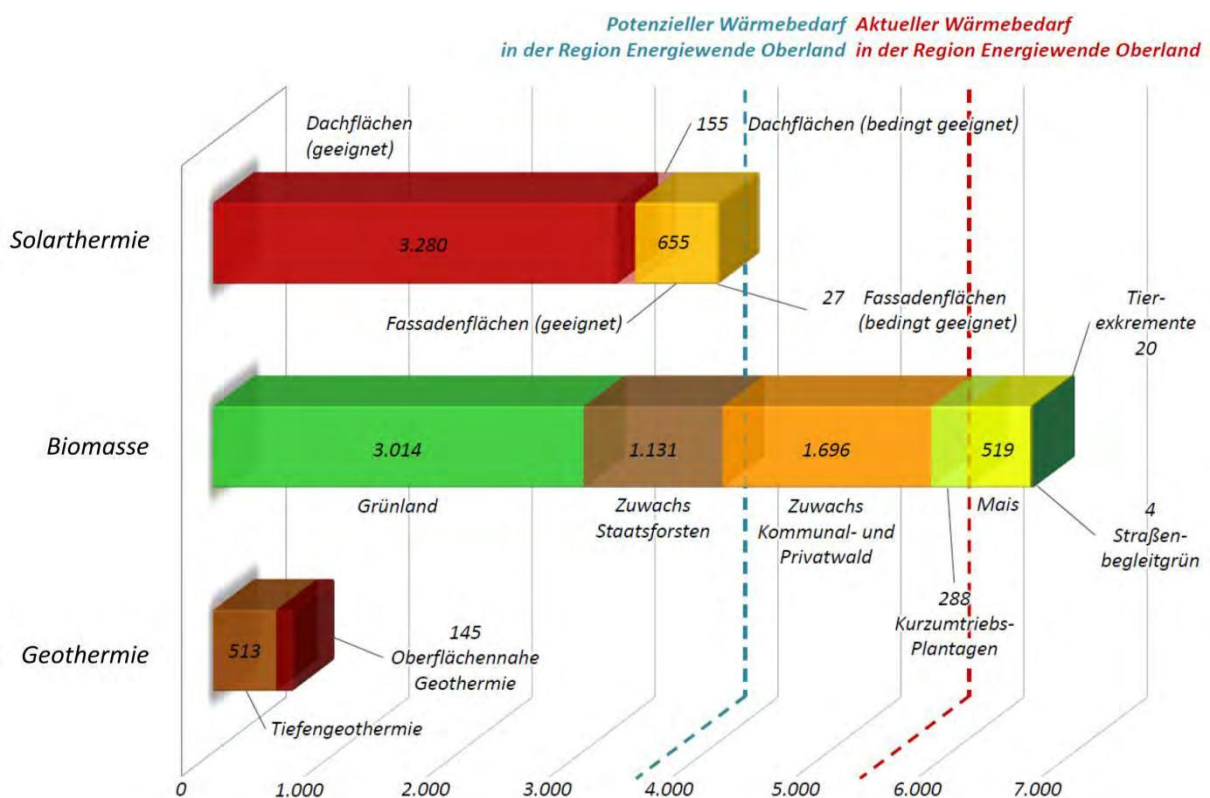 Potenzieller Wärmebedarf
in der Region Energiewende Oberland
Aktueller Wärmebedarf
in der Region Energiewende Oberland
Dachflächen
(geeignet)
155 Dachflächen (bedingt geeignet)
Solarthermie
3.280
655
Fassadenflächen (geeignet)
27 Fassadenflächen
(bedingt geeignet)
Tier-
exkremente
20
Biomasse
3.014
1.131
1.696
519
Grünland
Zuwachs
Staatsforsten
Zuwachs
Kommunal- und
Privatwald
Mais
4
Straßen-
begleitgrün
288
Kurzumtriebs-
Plantagen
Geothermie
513
145
Oberflächennahe
Geothermie
Tiefengeothermie
0 1.000 2.000 3.000 4.000 5.000 6.000 7.000